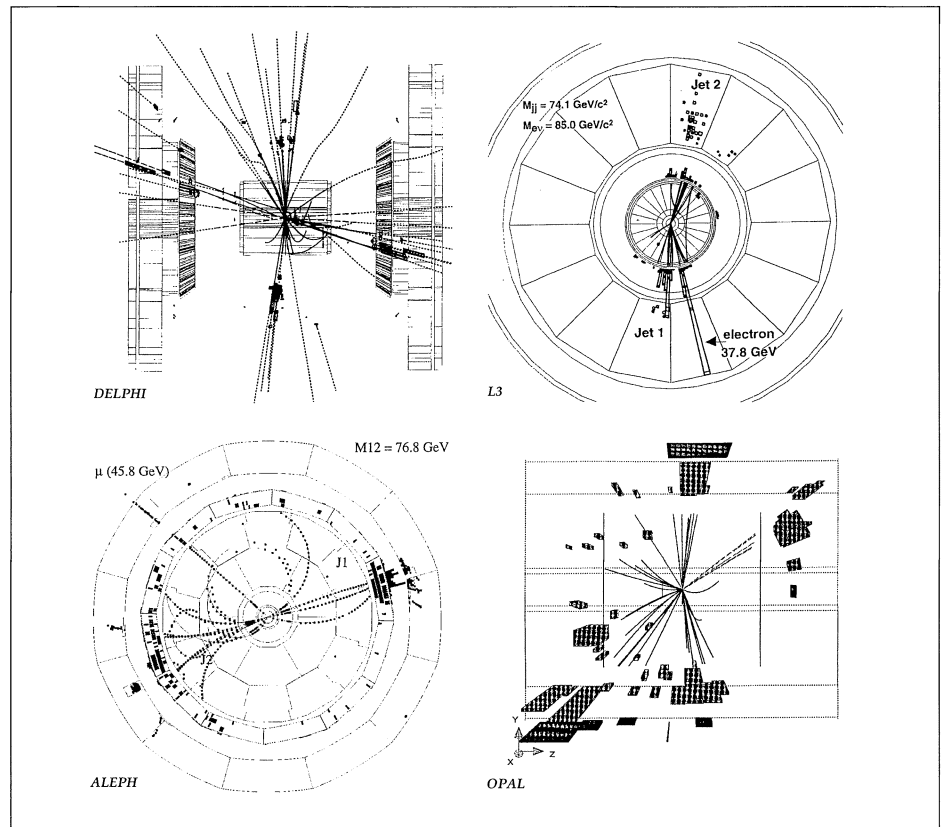 DELPHI
Jet 2
M_jj = 74.1 GeV/c²
M_eν = 85.0 GeV/c²
Jet 1
electron
37.8 GeV
L3
M12 = 76.8 GeV
μ (45.8 GeV)
J1
J2
ALEPH
Y
X
Z
OPAL